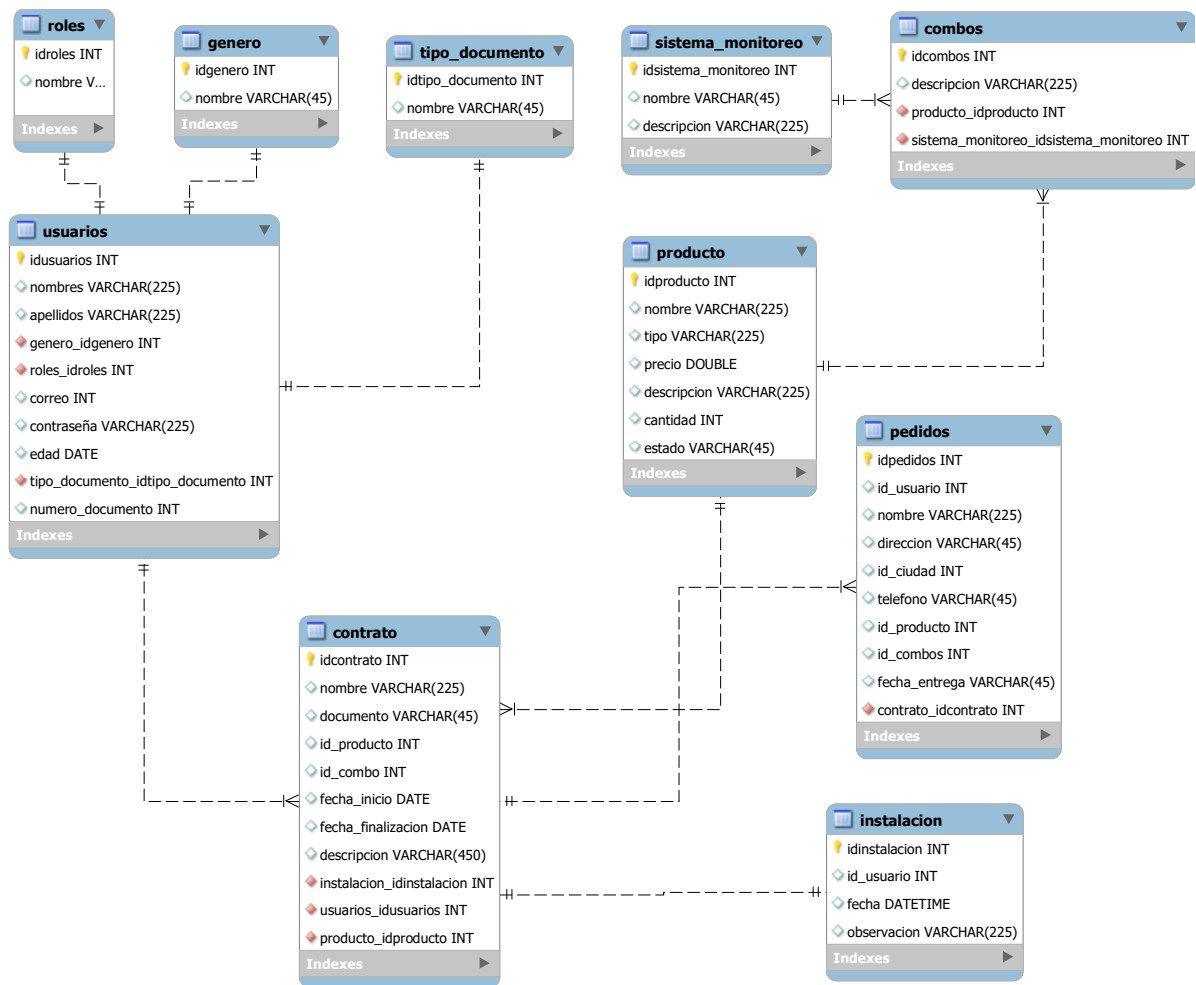 roles
idroles INT
nombre V...
Indexes
genero
idgenero INT
nombre VARCHAR(45)
Indexes
tipo_documento
idtipo_documento INT
nombre VARCHAR(45)
Indexes
sistema_monitoreo
idsistema_monitoreo INT
nombre VARCHAR(45)
descripcion VARCHAR(225)
Indexes
combos
idcombos INT
descripcion VARCHAR(225)
producto_idproducto INT
sistema_monitoreo_idsistema_monitoreo INT
Indexes
usuarios
idusuarios INT
nombres VARCHAR(225)
apellidos VARCHAR(225)
genero_idgenero INT
roles_idroles INT
correo INT
contraseña VARCHAR(225)
edad DATE
tipo_documento_idtipo_documento INT
numero_documento INT
Indexes
producto
idproducto INT
nombre VARCHAR(225)
tipo VARCHAR(225)
precio DOUBLE
descripcion VARCHAR(225)
cantidad INT
estado VARCHAR(45)
Indexes
pedidos
idpedidos INT
id_usuario INT
nombre VARCHAR(225)
direccion VARCHAR(45)
id_ciudad INT
telefono VARCHAR(45)
id_producto INT
id_combos INT
fecha_entrega VARCHAR(45)
contrato_idcontrato INT
Indexes
contrato
idcontrato INT
nombre VARCHAR(225)
documento VARCHAR(45)
id_producto INT
id_combo INT
fecha_inicio DATE
fecha_finalizacion DATE
descripcion VARCHAR(450)
instalacion_idinstalacion INT
usuarios_idusuarios INT
producto_idproducto INT
Indexes
instalacion
idinstalacion INT
id_usuario INT
fecha DATETIME
observacion VARCHAR(225)
Indexes